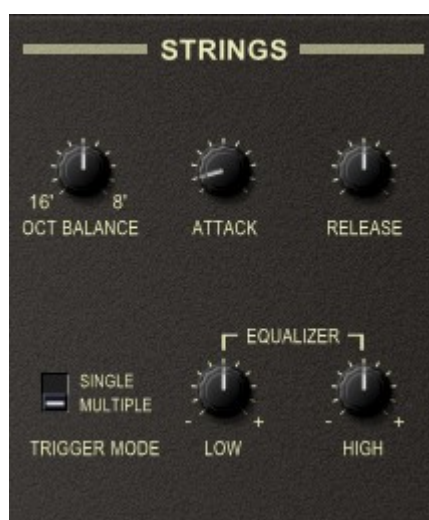 STRINGS
16' 8'
OCT BALANCE
ATTACK
RELEASE
EQUALIZER
SINGLE
MULTIPLE
TRIGGER MODE
- +
LOW
- +
HIGH